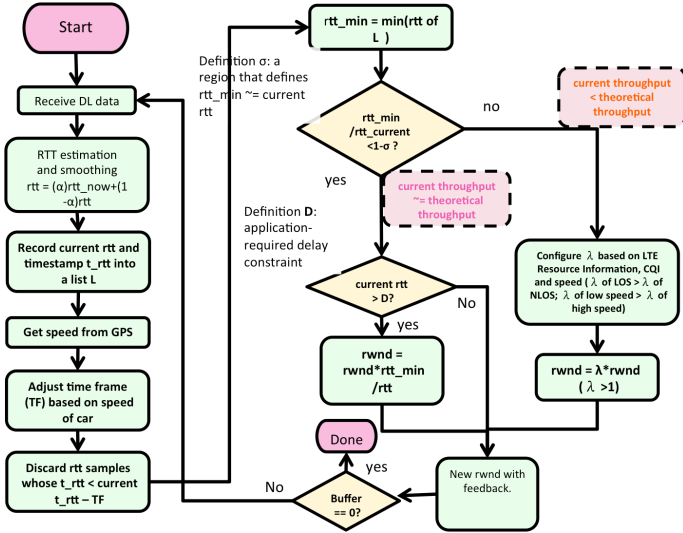 Start
Receive DL data
RTT estimation
and smoothing
rtt = (α)rtt_now+(1
-α)rtt
Record current rtt and
timestamp t_rtt into
a list L
Get speed from GPS
Adjust time frame
(TF) based on speed
of car
Discard rtt samples
whose t_rtt < current
t_rtt – TF
rtt_min = min(rtt of
L )
Definition σ: a
region that defines
rtt_min ~= current
rtt
rtt_min
/rtt_current
<1-σ ?
no
yes
current throughput
< theoretical
throughput
current throughput
~= theoretical
throughput
Definition D:
application-
required delay
constraint
current rtt
> D?
No
yes
Configure λ based on LTE
Resource Information, CQI
and speed ( λ of LOS > λ of
NLOS; λ of low speed > λ of
high speed)
rwnd =
rwnd*rtt_min
/rtt
rwnd = λ*rwnd
( λ >1)
New rwnd with
feedback.
Buffer
== 0?
yes
No
Done